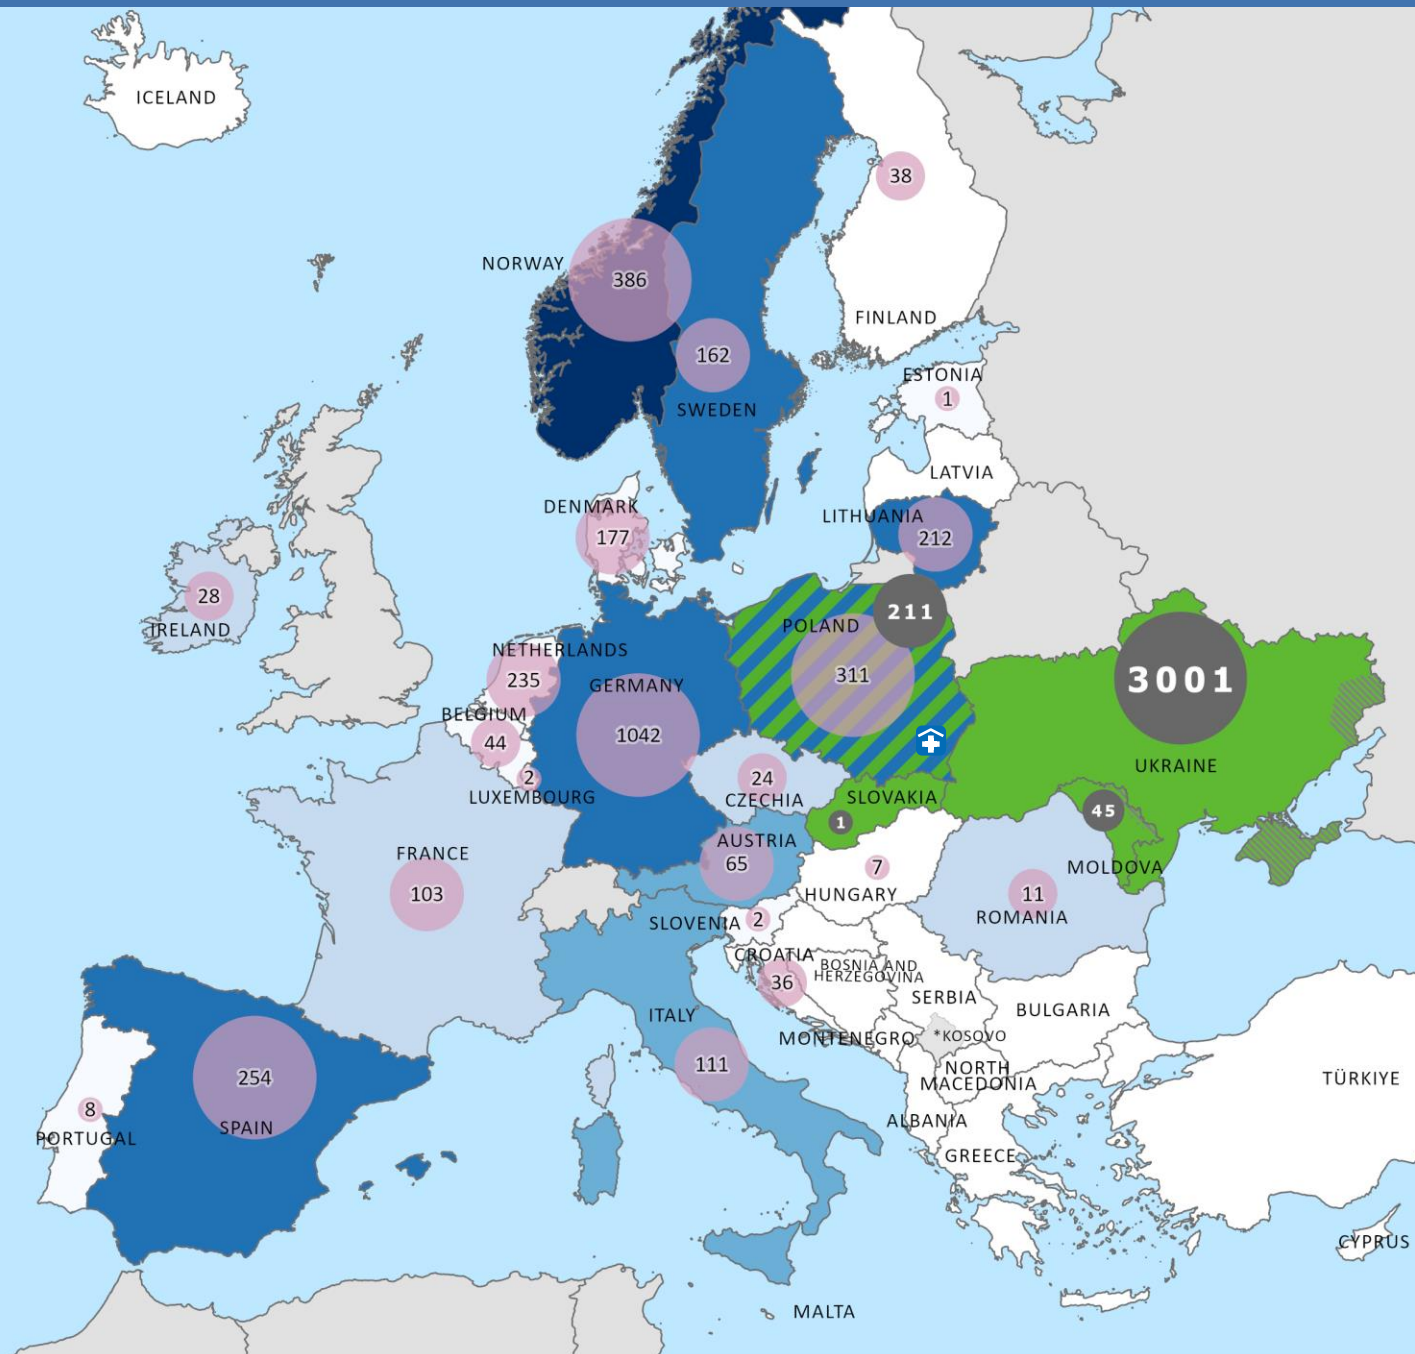 ICELAND
38
NORWAY
386
FINLAND
162
ESTONIA
1
SWEDEN
LATVIA
DENMARK
LITHUANIA
177
212
28
211
IRELAND
POLAND
NETHERLANDS
311
3001
235
GERMANY
BELGIUM
1042
44
UKRAINE
2
24
LUXEMBOURG
CZECHIA
SLOVAKIA
45
1
AUSTRIA
FRANCE
65
7
MOLDOVA
103
HUNGARY
11
SLOVENIA
2
ROMANIA
CROATIA
BOSNIA AND
HERZEGOVINA
36
SERBIA
BULGARIA
ITALY
MONTENEGRO
*KOSOVO
111
NORTH
MACEDONIA
254
TÜRKIYE
8
ALBANIA
SPAIN
PORTUGAL
GREECE
CYPRUS
MALTA